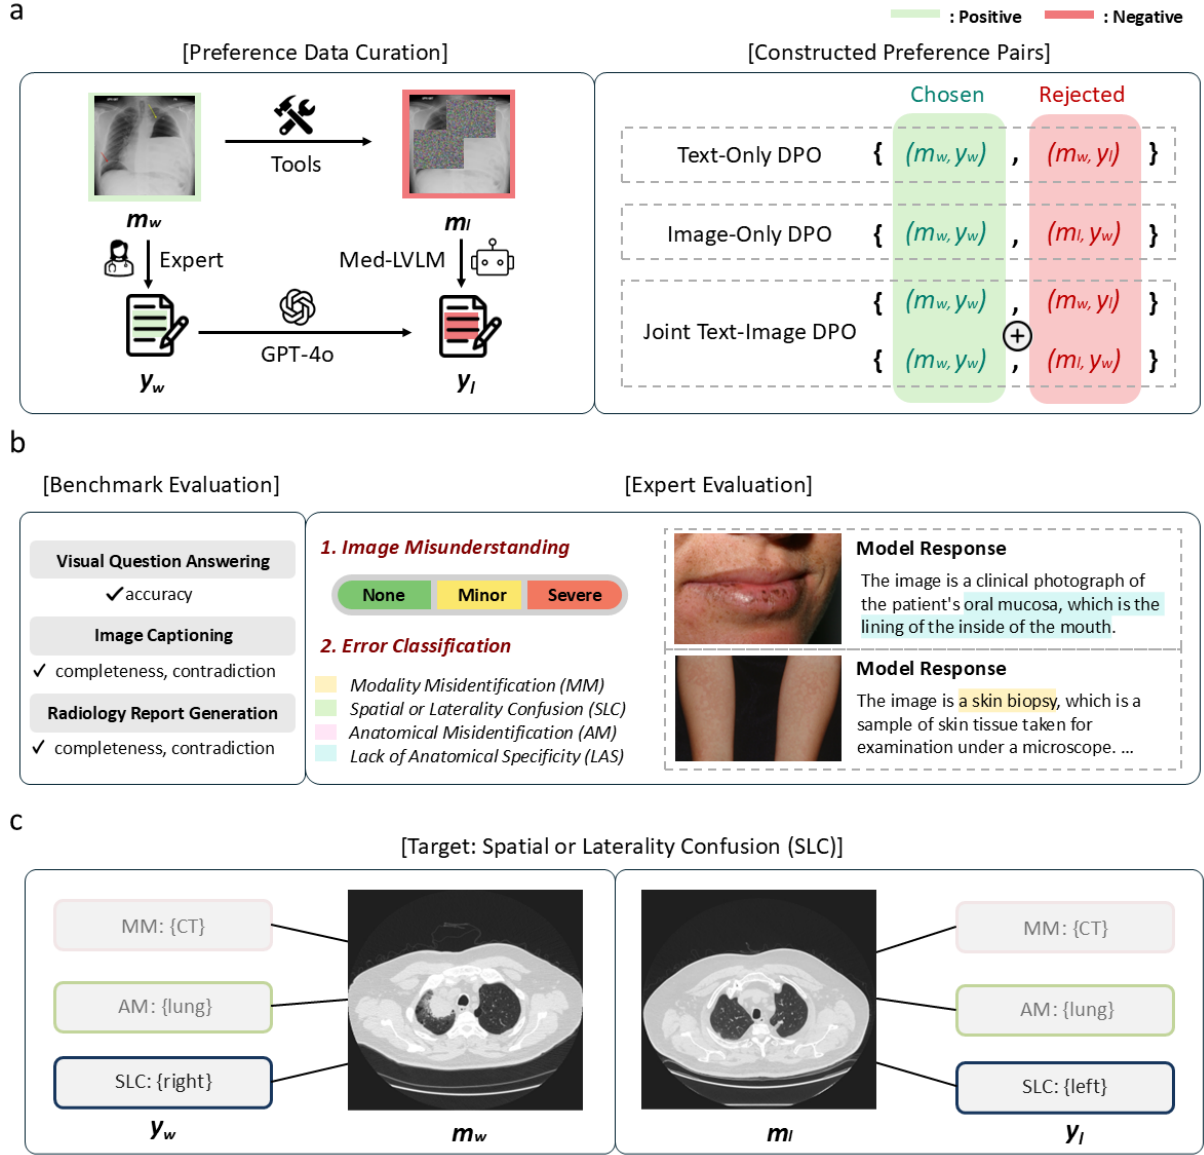 a
: Positive
: Negative
[Preference Data Curation]
[Constructed Preference Pairs]
Tools
m_w
m_l
Expert
Med-LVLM
GPT-4o
y_w
y_l
Chosen
Rejected
Text-Only DPO { (m_w, y_w) , (m_w, y_l) }
Image-Only DPO { (m_w, y_w) , (m_l, y_w) }
Joint Text-Image DPO
{ (m_w, y_w) , (m_w, y_l) }
+
{ (m_w, y_w) , (m_l, y_w) }
b
[Benchmark Evaluation]
[Expert Evaluation]
Visual Question Answering
✓accuracy
Image Captioning
✓ completeness, contradiction
Radiology Report Generation
✓ completeness, contradiction
1. Image Misunderstanding
None Minor Severe
2. Error Classification
Modality Misidentification (MM)
Spatial or Laterality Confusion (SLC)
Anatomical Misidentification (AM)
Lack of Anatomical Specificity (LAS)
Model Response
The image is a clinical photograph of
the patient's oral mucosa, which is the
lining of the inside of the mouth.
Model Response
The image is a skin biopsy, which is a
sample of skin tissue taken for
examination under a microscope. ...
c
[Target: Spatial or Laterality Confusion (SLC)]
MM: {CT}
AM: {lung}
SLC: {right}
y_w
m_w
m_l
MM: {CT}
AM: {lung}
SLC: {left}
y_l